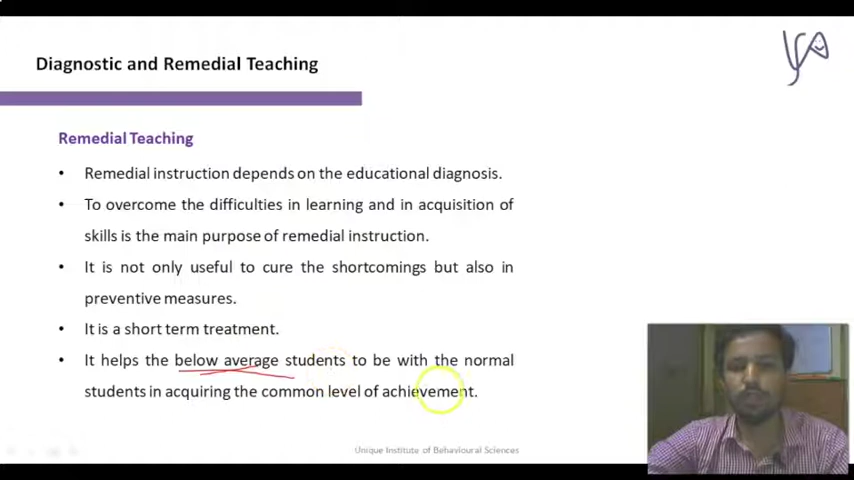 Diagnostic and Remedial Teaching
Remedial Teaching
• Remedial instruction depends on the educational diagnosis.
• To overcome the difficulties in learning and in acquisition of
skills is the main purpose of remedial instruction.
• It is not only useful to cure the shortcomings but also in
preventive measures.
• It is a short term treatment.
• It helps the below average students to be with the normal
students in acquiring the common level of achievement.
Unique Institute of Behavioural Sciences